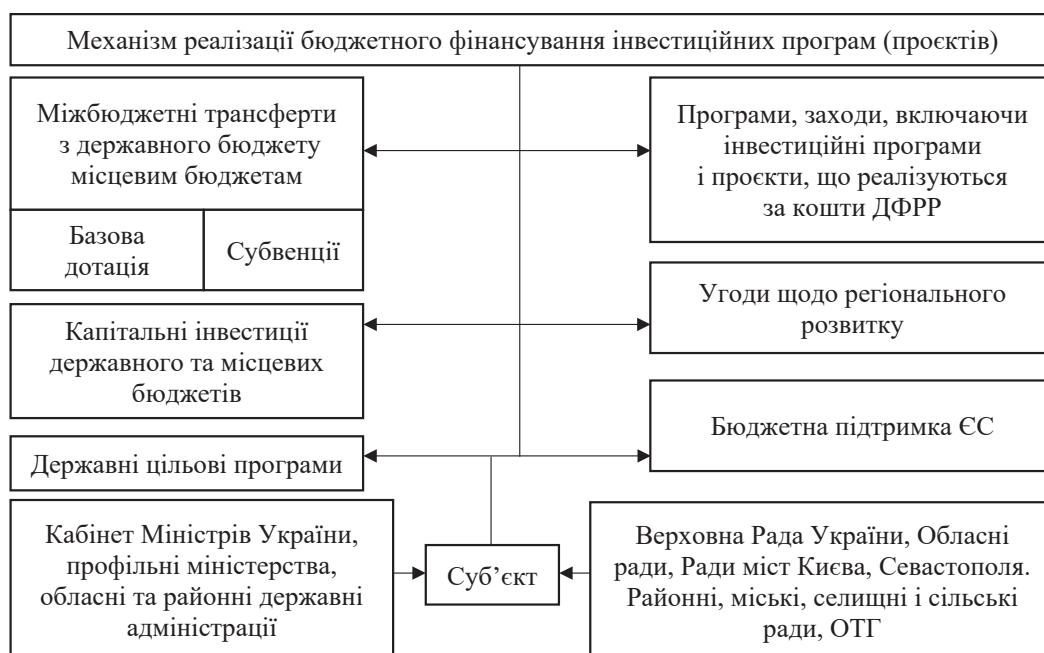 Механізм реалізації бюджетного фінансування інвестиційних програм (проєктів)
Міжбюджетні трансферти
з державного бюджету
місцевим бюджетам
Базова
дотація
Субвенції
Програми, заходи, включаючи
інвестиційні програми
і проєкти, що реалізуються
за кошти ДФРР
Капітальні інвестиції
державного та місцевих
бюджетів
Угоди щодо регіонального
розвитку
Державні цільові програми
Бюджетна підтримка ЄС
Кабінет Міністрів України,
профільні міністерства,
обласні та районні державні
адміністрації
Суб’єкт
Верховна Рада України, Обласні
ради, Ради міст Києва, Севастополя.
Районні, міські, селищні і сільські
ради, ОТГ